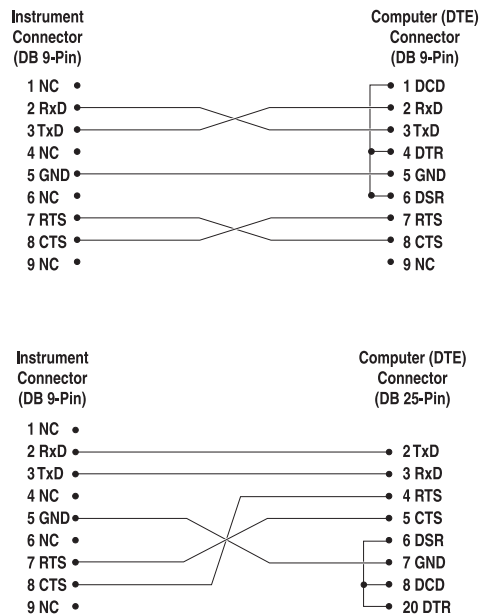 Instrument
Connector
(DB 9-Pin)
Computer (DTE)
Connector
(DB 9-Pin)
1 NC
1 DCD
2 RxD
2 RxD
3 TxD
3 TxD
4 NC
4 DTR
5 GND
5 GND
6 NC
6 DSR
7 RTS
7 RTS
8 CTS
8 CTS
9 NC
9 NC
Instrument
Connector
(DB 9-Pin)
Computer (DTE)
Connector
(DB 25-Pin)
1 NC
2 RxD
2 TxD
3 TxD
3 RxD
4 NC
4 RTS
5 GND
5 CTS
6 NC
6 DSR
7 RTS
7 GND
8 CTS
8 DCD
9 NC
20 DTR